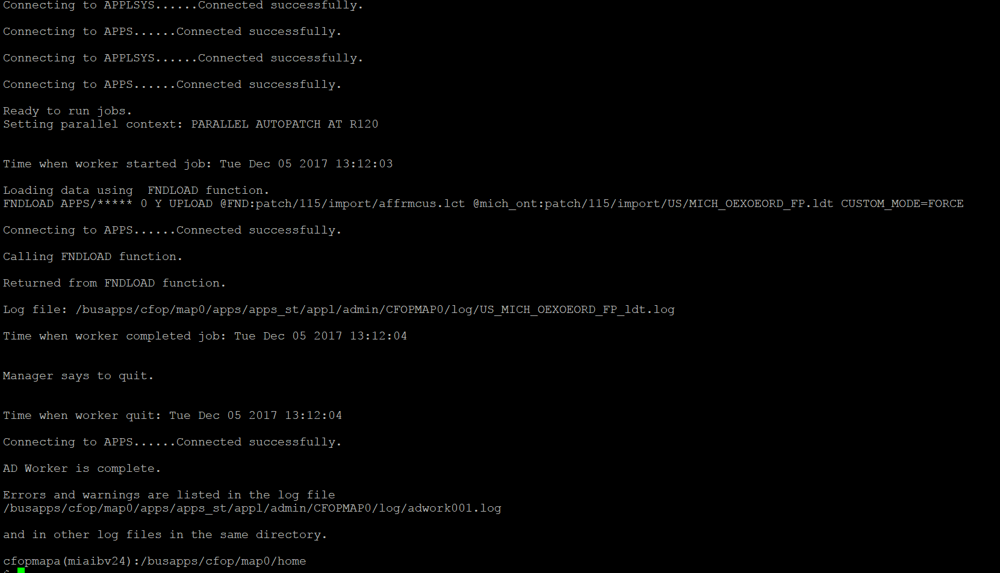 Connecting to APPLSYS......Connected successfully.
Connecting to APPS......Connected successfully.
Connecting to APPLSYS......Connected successfully.
Connecting to APPS......Connected successfully.
Ready to run jobs.
Setting parallel context: PARALLEL AUTOPATCH AT R120
Time when worker started job: Tue Dec 05 2017 13:12:03
Loading data using  FNDLOAD function.
FNDLOAD APPS/***** 0 Y UPLOAD @FND:patch/115/import/affrmcus.lct @mich_ont:patch/115/import/US/MICH_OEXOEORD_FP.ldt CUSTOM_MODE=FORCE
Connecting to APPS......Connected successfully.
Calling FNDLOAD function.
Returned from FNDLOAD function.
Log file: /busapps/cfop/map0/apps/apps_st/appl/admin/CFOPMAP0/log/US_MICH_OEXOEORD_FP_ldt.log
Time when worker completed job: Tue Dec 05 2017 13:12:04
Manager says to quit.
Time when worker quit: Tue Dec 05 2017 13:12:04
Connecting to APPS......Connected successfully.
AD Worker is complete.
Errors and warnings are listed in the log file
/busapps/cfop/map0/apps/apps_st/appl/admin/CFOPMAP0/log/adwork001.log
and in other log files in the same directory.
cfopmapa(miaibv24):/busapps/cfop/map0/home